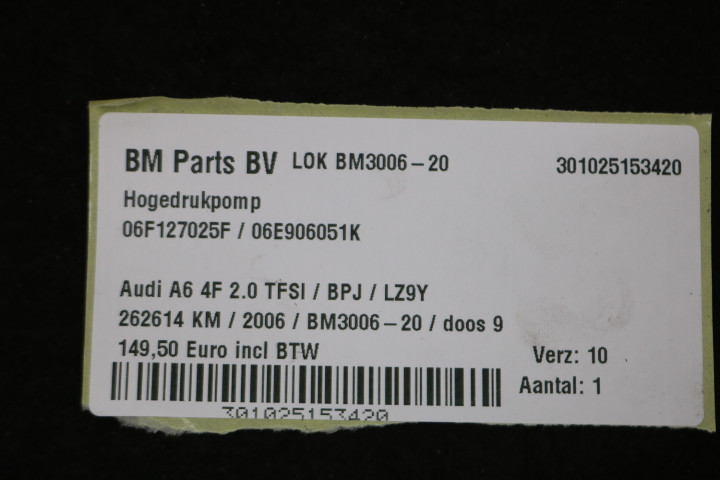 BM Parts BV LOK BM3006-20 301025153420
Hogedrukpomp
06F127025F / 06E906051K
Audi A6 4F 2.0 TFSI / BPJ / LZ9Y
262614 KM / 2006 / BM3006-20 / doos 9
149,50 Euro incl BTW
Verz: 10
Aantal: 1
301025153420